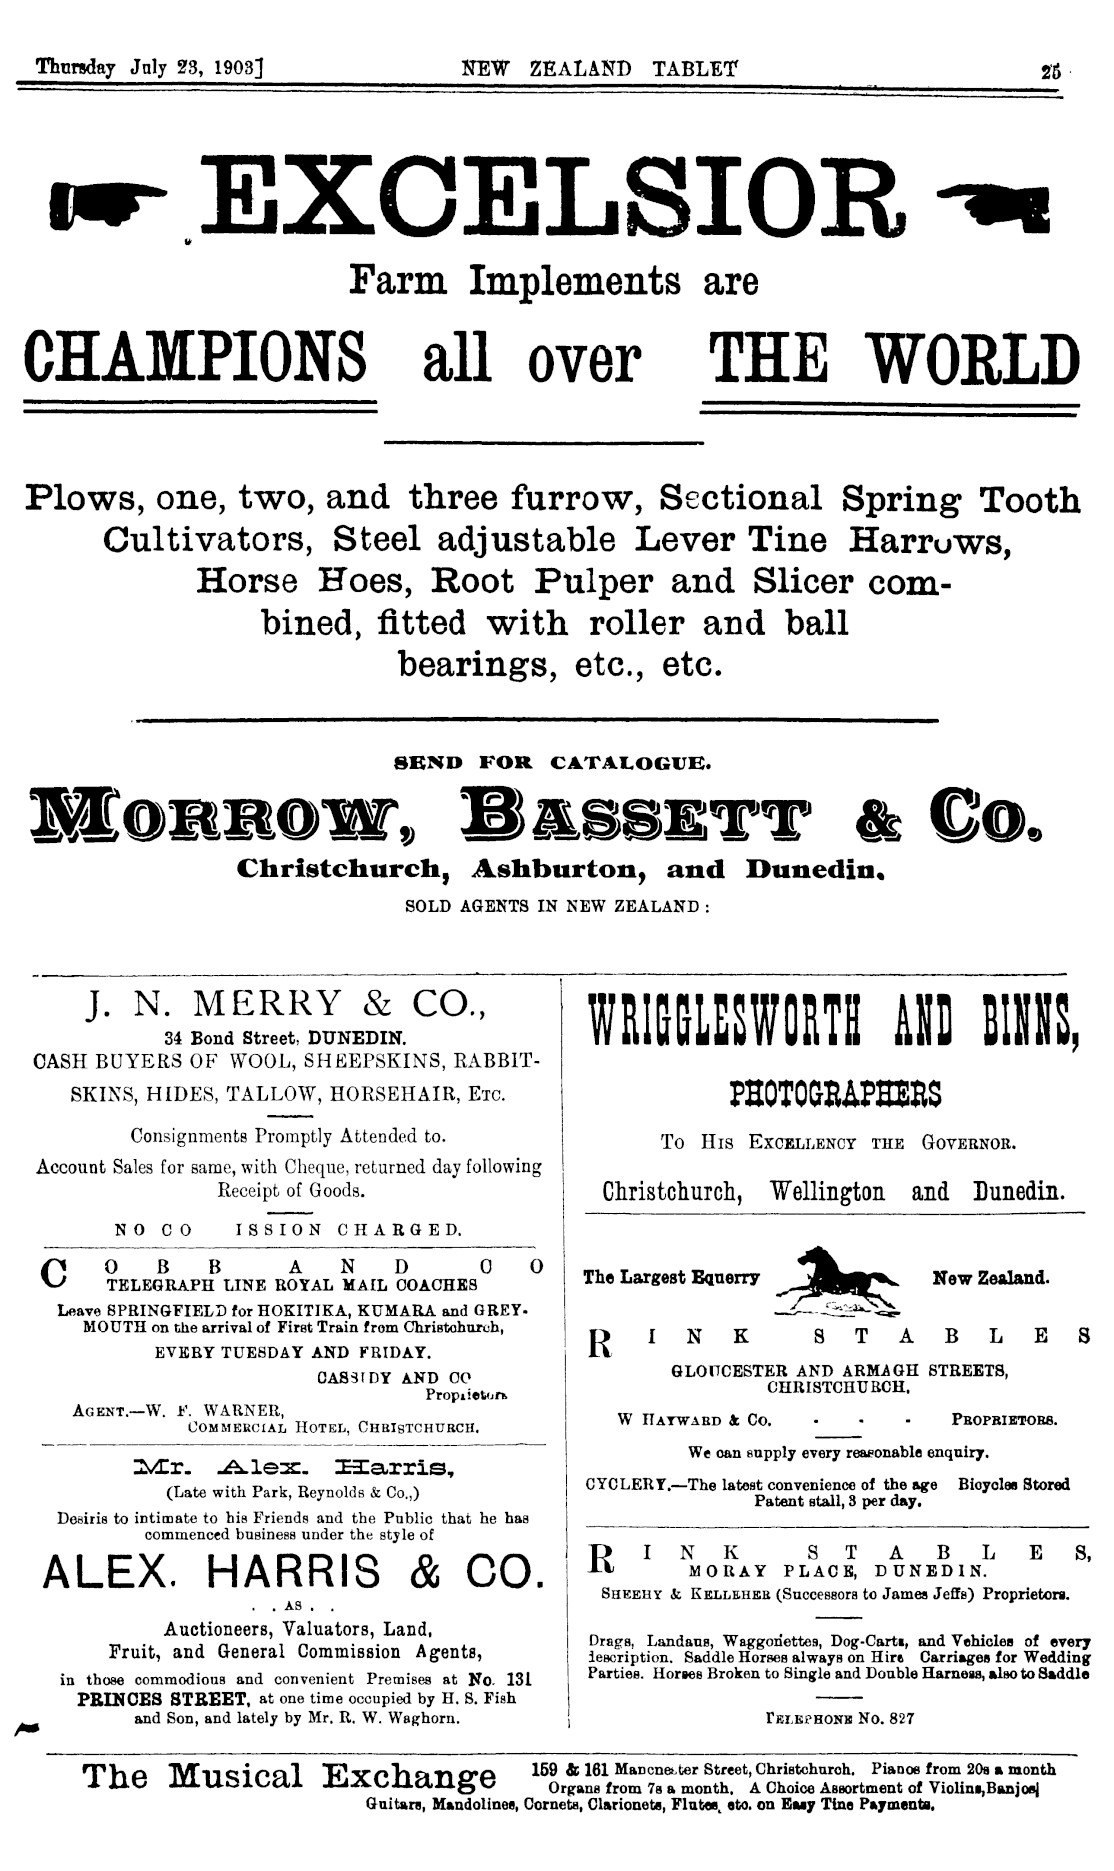 Thursday July 23, 1903]
NEW ZEALAND TABLET
25
EXCELSIOR
Farm Implements are
CHAMPIONS all over THE WORLD
Plows, one, two, and three furrow, Sectional Spring Tooth
Cultivators, Steel adjustable Lever Tine Harrows,
Horse Hoes, Root Pulper and Slicer com-
bined, fitted with roller and ball
bearings, etc., etc.
SEND FOR CATALOGUE.
MORROW, BASSETT & CO.
Christchurch, Ashburton, and Dunedin.
SOLD AGENTS IN NEW ZEALAND :
J. N. MERRY & CO.,
34 Bond Street, DUNEDIN.
CASH BUYERS OF WOOL, SHEEPSKINS, RABBIT-
SKINS, HIDES, TALLOW, HORSEHAIR, ETC.
Consignments Promptly Attended to.
Account Sales for same, with Cheque, returned day following
Receipt of Goods.
NO CO ISSION CHARGED.
COBB AND CO
TELEGRAPH LINE ROYAL MAIL COACHES
Leave SPRINGFIELD for HOKITIKA, KUMARA and GREY-
MOUTH on the arrival of First Train from Christchurch,
EVERY TUESDAY AND FRIDAY.
CASSIDY AND CO
Proprietors
AGENT.—W. F. WARNER,
COMMERCIAL HOTEL, CHRISTCHURCH.
Mr. Alex. Harris,
(Late with Park, Reynolds & Co.,)
Desiris to intimate to his Friends and the Public that he has
commenced business under the style of
ALEX. HARRIS & CO.
. . AS . .
Auctioneers, Valuators, Land,
Fruit, and General Commission Agents,
in those commodious and convenient Premises at No. 131
PRINCES STREET, at one time occupied by H. S. Fish
and Son, and lately by Mr. R. W. Waghorn.
WRIGGLESWORTH AND BINNS,
PHOTOGRAPHERS
TO HIS EXCELLENCY THE GOVERNOR.
Christchurch, Wellington and Dunedin.
The Largest Equerry New Zealand.
RINK STABLES
GLOUCESTER AND ARMAGH STREETS,
CHRISTCHURCH.
W HAYWARD & CO. - - - PROPRIETORS.
We can supply every reasonable enquiry.
CYCLERY.—The latest convenience of the age Bicycles Stored
Patent stall, 3 per day.
RINK STABLES,
MORAY PLACE, DUNEDIN.
SHEEHY & KELLEHER (Successors to James Jeffs) Proprietors.
Drags, Landaus, Waggonettes, Dog-Carts, and Vehicles of every
description. Saddle Horses always on Hire Carriages for Wedding
Parties. Horses Broken to Single and Double Harness, also to Saddle
TELEPHONE No. 827
The Musical Exchange
159 & 161 Manchester Street, Christchurch. Pianos from 20s a month
Organs from 7s a month. A Choice Assortment of Violins, Banjos,
Guitars, Mandolines, Cornets, Clarionets, Flutes, etc. on Easy Time Payments.